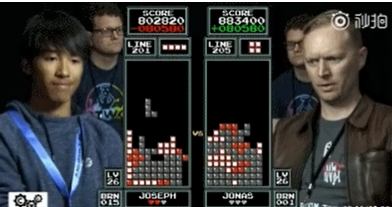 秒拍
SCORE
802820
-080580
LINE
201
SCORE
883400
+080580
LINE
205
VS
LV
26
LV
26
BRN
015
BRN
001
JOSEPH
JONAS